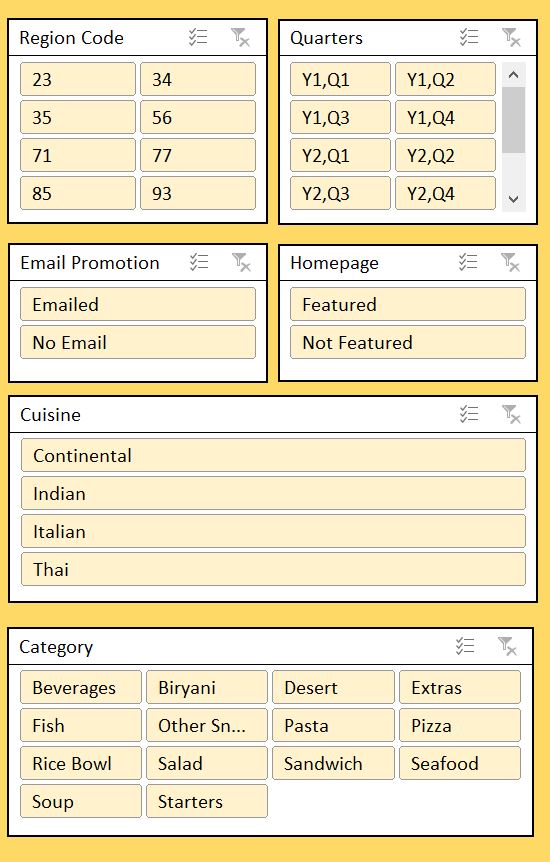 Region Code
23 34
35 56
71 77
85 93
Quarters
Y1,Q1 Y1,Q2
Y1,Q3 Y1,Q4
Y2,Q1 Y2,Q2
Y2,Q3 Y2,Q4
Email Promotion
Emailed
No Email
Homepage
Featured
Not Featured
Cuisine
Continental
Indian
Italian
Thai
Category
Beverages Biryani Desert Extras
Fish Other Sn... Pasta Pizza
Rice Bowl Salad Sandwich Seafood
Soup Starters